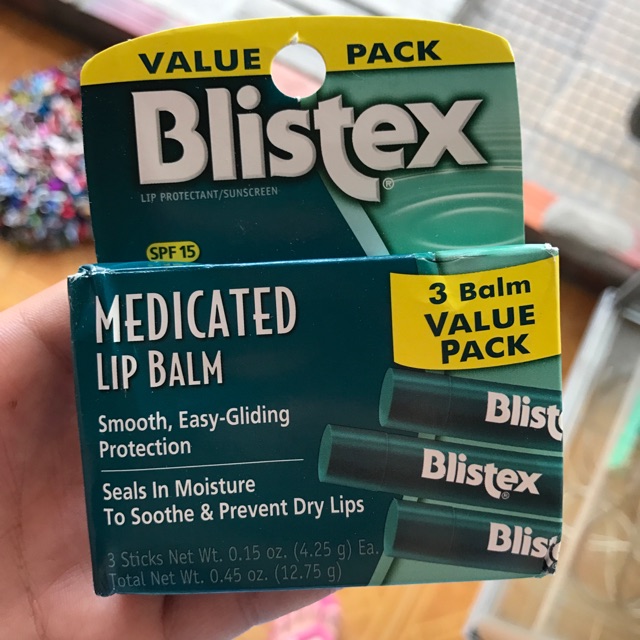 VALUE PACK
Blistex®
LIP PROTECTANT/SUNSCREEN
SPF 15
MEDICATED
LIP BALM
3 Balm
VALUE
PACK
Smooth, Easy-Gliding
Protection
Seals In Moisture
To Soothe & Prevent Dry Lips
Blist
Blistex®
Blis
3 Sticks Net Wt. 0.15 oz. (4.25 g) Ea.
Total Net Wt. 0.45 oz. (12.75 g)